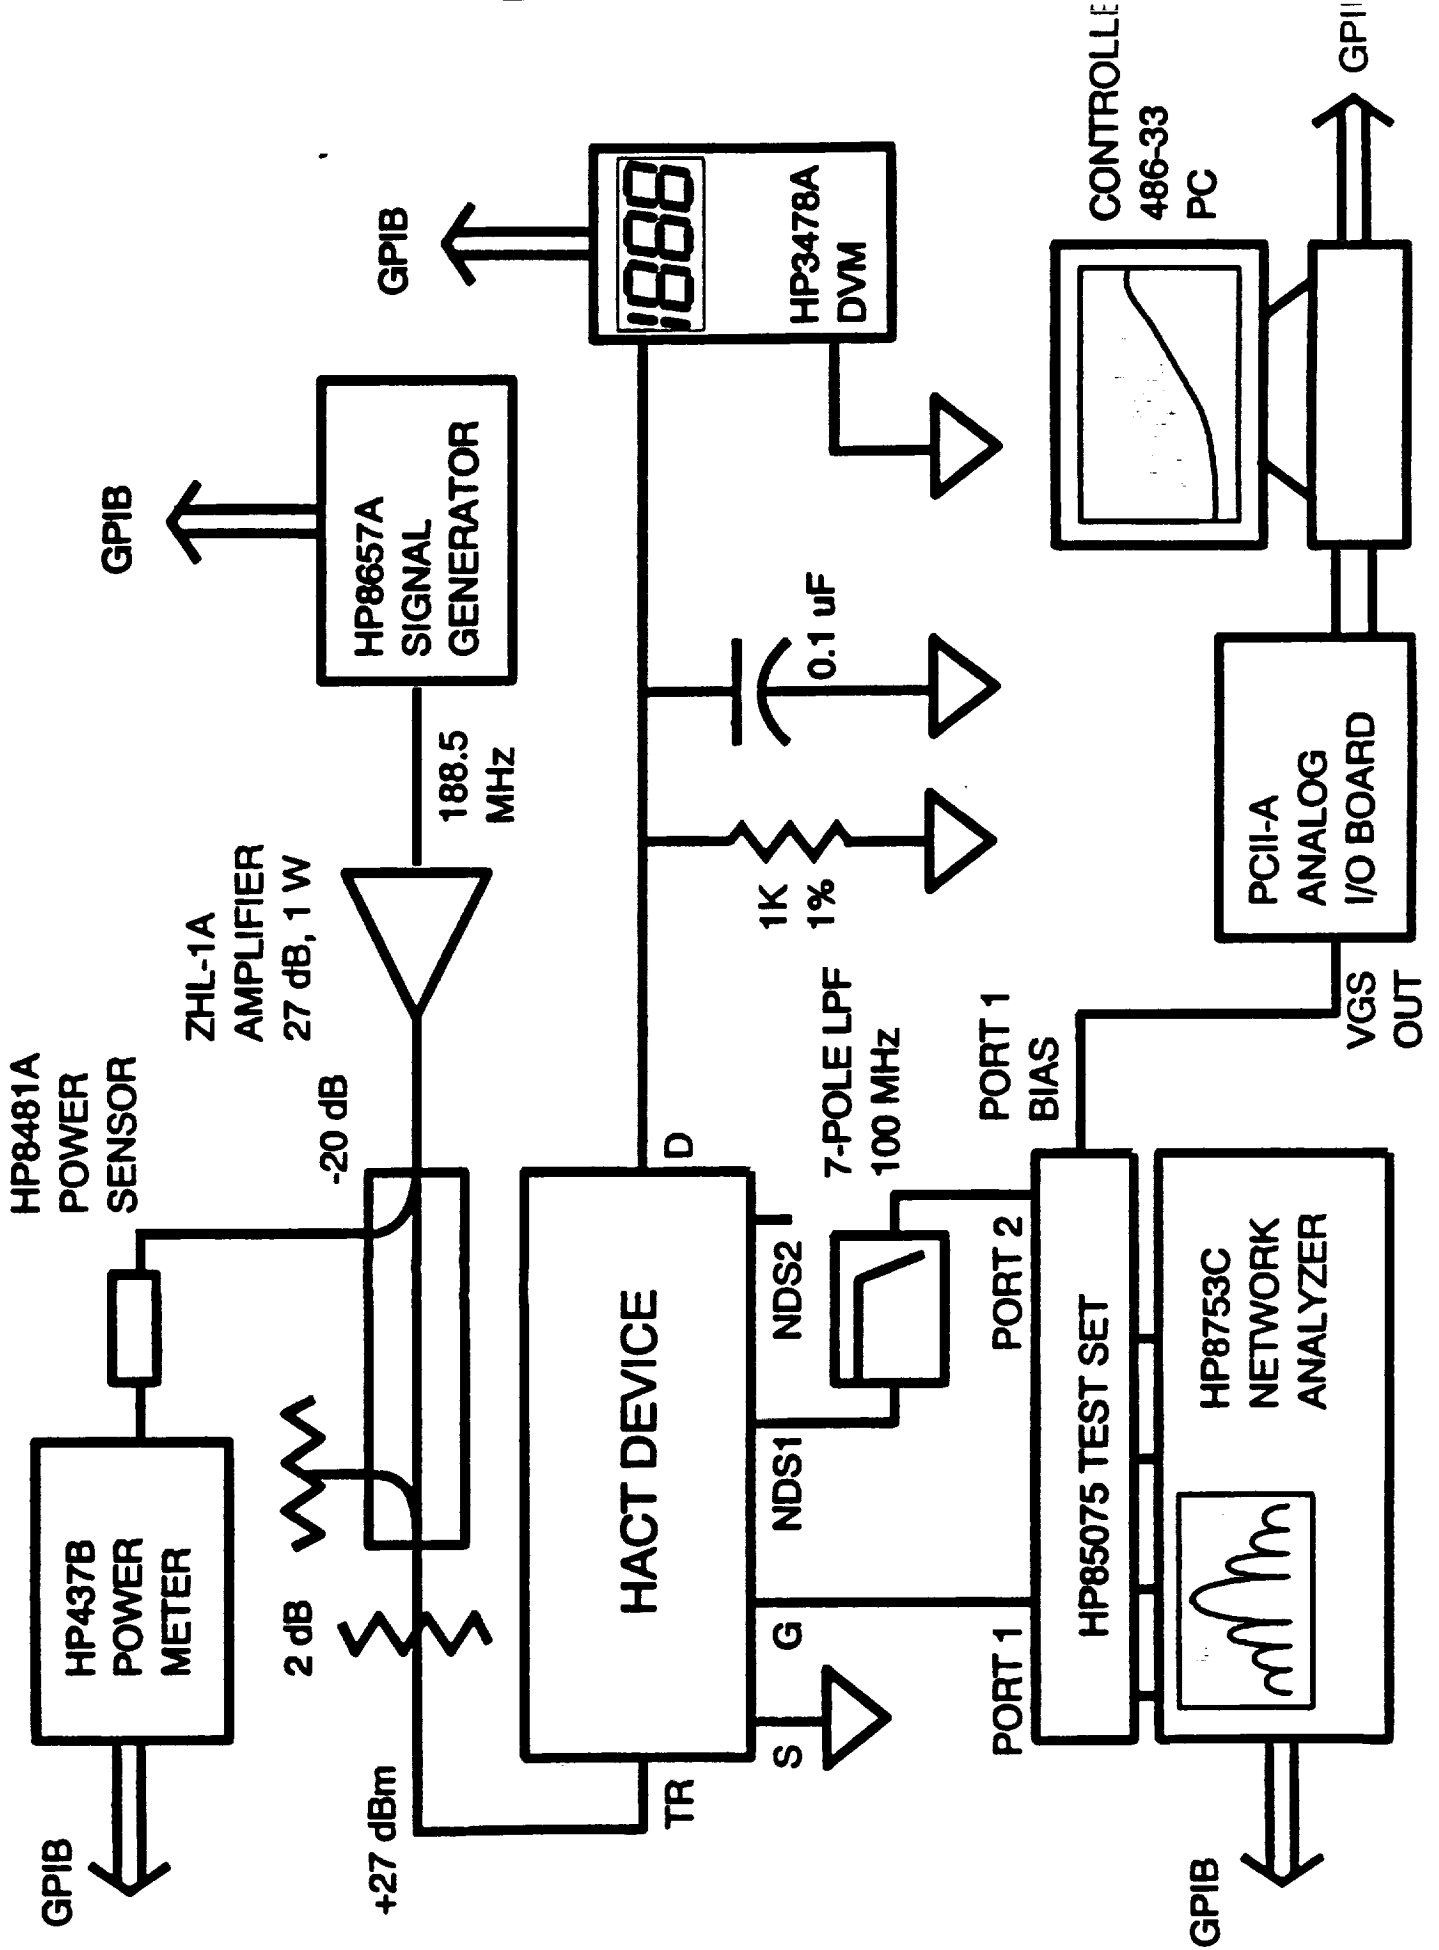 GPIB
HP437B
POWER
METER
HP8481A
POWER
SENSOR
ZHL-1A
AMPLIFIER
27 dB, 1 W
GPIB
2 dB
-20 dB
HP8657A
SIGNAL
GENERATOR
188.5
MHz
GPIB
+27 dBm
TR
HACT DEVICE
D
1888
S
G
NDS1
NDS2
1K
1%
0.1 uF
HP3478A
DVM
7-POLE LPF
100 MHz
PORT 1
PORT 2
PORT 1
BIAS
HP85075 TEST SET
HP8753C
NETWORK
ANALYZER
GPIB
VGS
OUT
PCII-A
ANALOG
I/O BOARD
CONTROLLE
486-33
PC
GPI